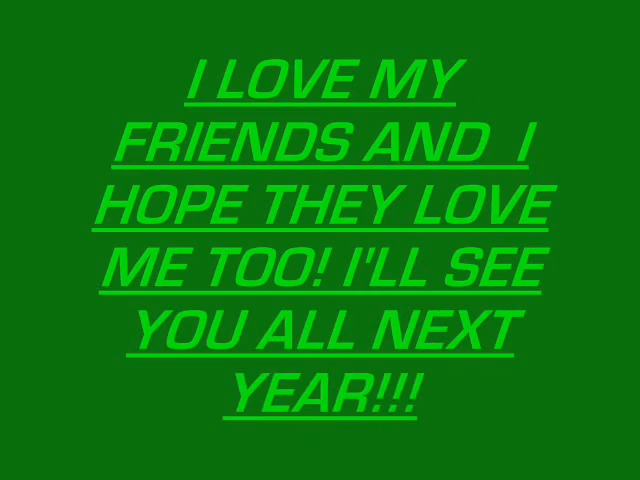 I LOVE MY
FRIENDS AND  I
HOPE THEY LOVE
ME TOO! I'LL SEE
YOU ALL NEXT
YEAR!!!